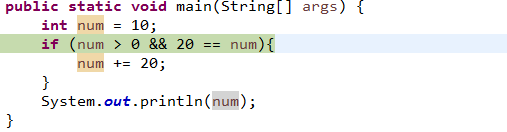 public static void main(String[] args) {
    int num = 10;
    if (num > 0 && 20 == num){
        num += 20;
    }
    System.out.println(num);
}